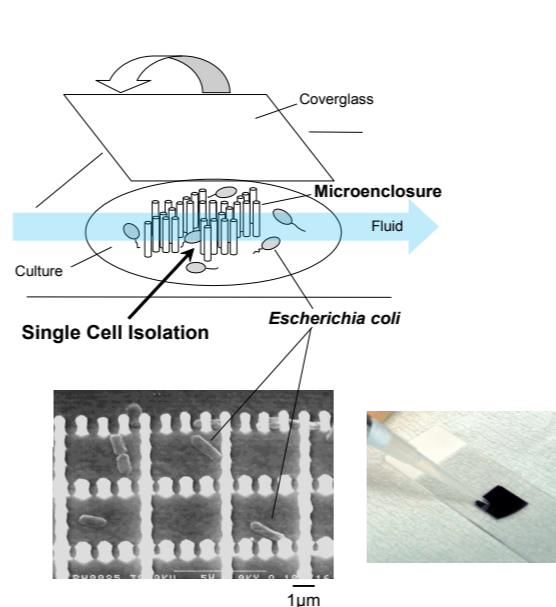 Coverglass
Microenclosure
Fluid
Culture
Single Cell Isolation
Escherichia coli
1μm